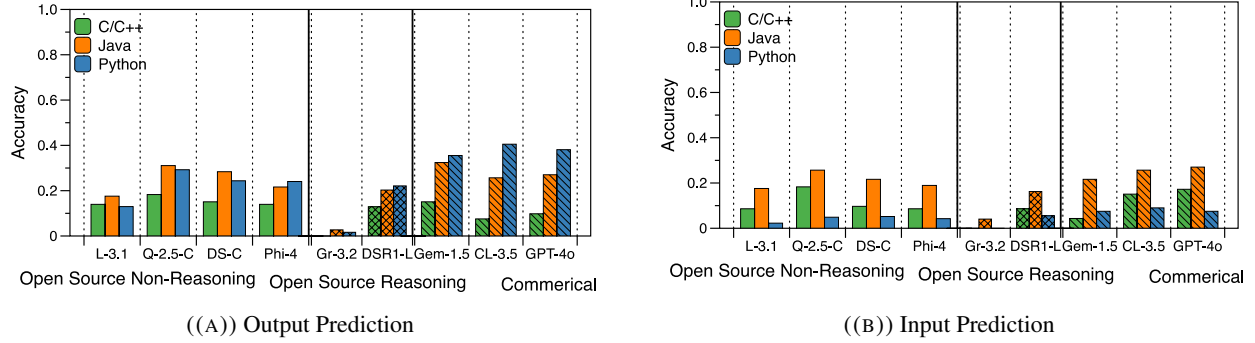 1.0
0.8
0.6
0.4
0.2
0
Accuracy
C/C++
Java
Python
L-3.1 Q-2.5-C DS-C Phi-4 Gr-3.2 DSR1-L Gem-1.5 CL-3.5 GPT-4o
Open Source Non-Reasoning Open Source Reasoning Commerical
((A)) Output Prediction
1.0
0.8
0.6
0.4
0.2
0
Accuracy
C/C++
Java
Python
L-3.1 Q-2.5-C DS-C Phi-4 Gr-3.2 DSR1-L Gem-1.5 CL-3.5 GPT-4o
Open Source Non-Reasoning Open Source Reasoning Commerical
((B)) Input Prediction